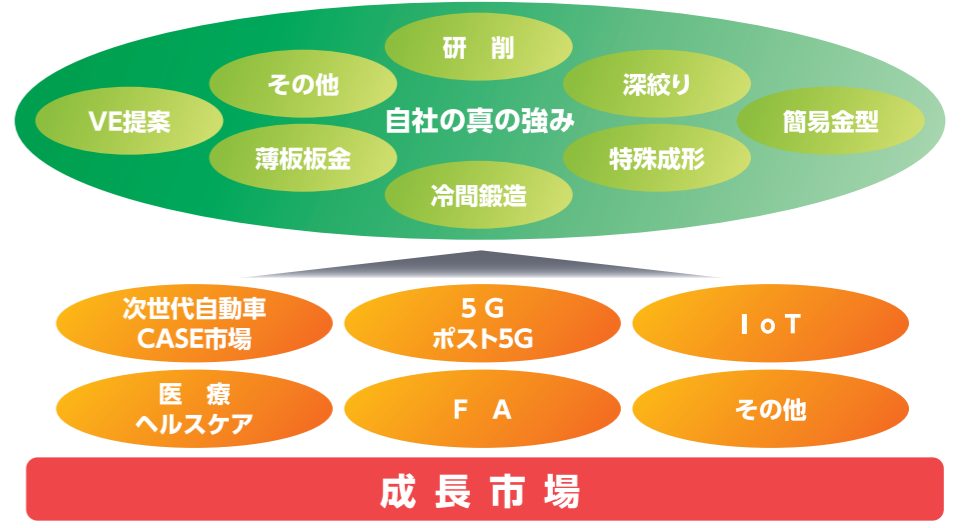 研　削
その他
深絞り
VE提案
自社の真の強み
簡易金型
薄板板金
特殊成形
冷間鍛造
次世代自動車
CASE市場
５Ｇ
ポスト5G
ＩｏＴ
医　療
ヘルスケア
Ｆ　Ａ
その他
成長市場